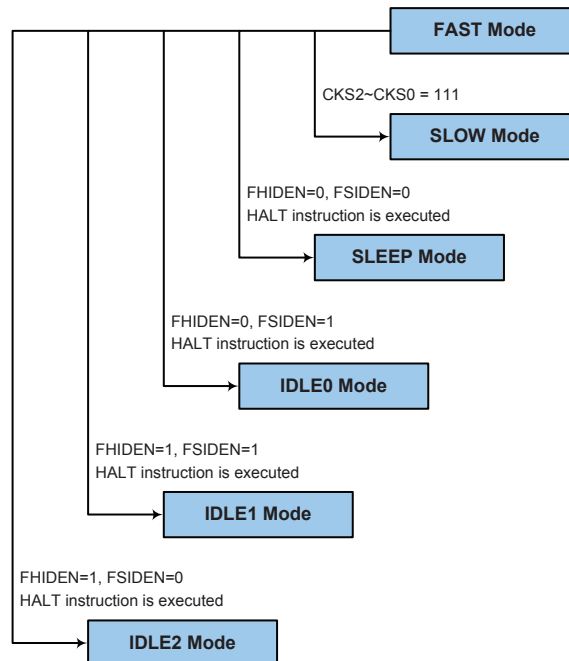 FAST Mode
CKS2~CKS0 = 111
SLOW Mode
FHIDEN=0, FSIDEN=0
HALT instruction is executed
SLEEP Mode
FHIDEN=0, FSIDEN=1
HALT instruction is executed
IDLE0 Mode
FHIDEN=1, FSIDEN=1
HALT instruction is executed
IDLE1 Mode
FHIDEN=1, FSIDEN=0
HALT instruction is executed
IDLE2 Mode